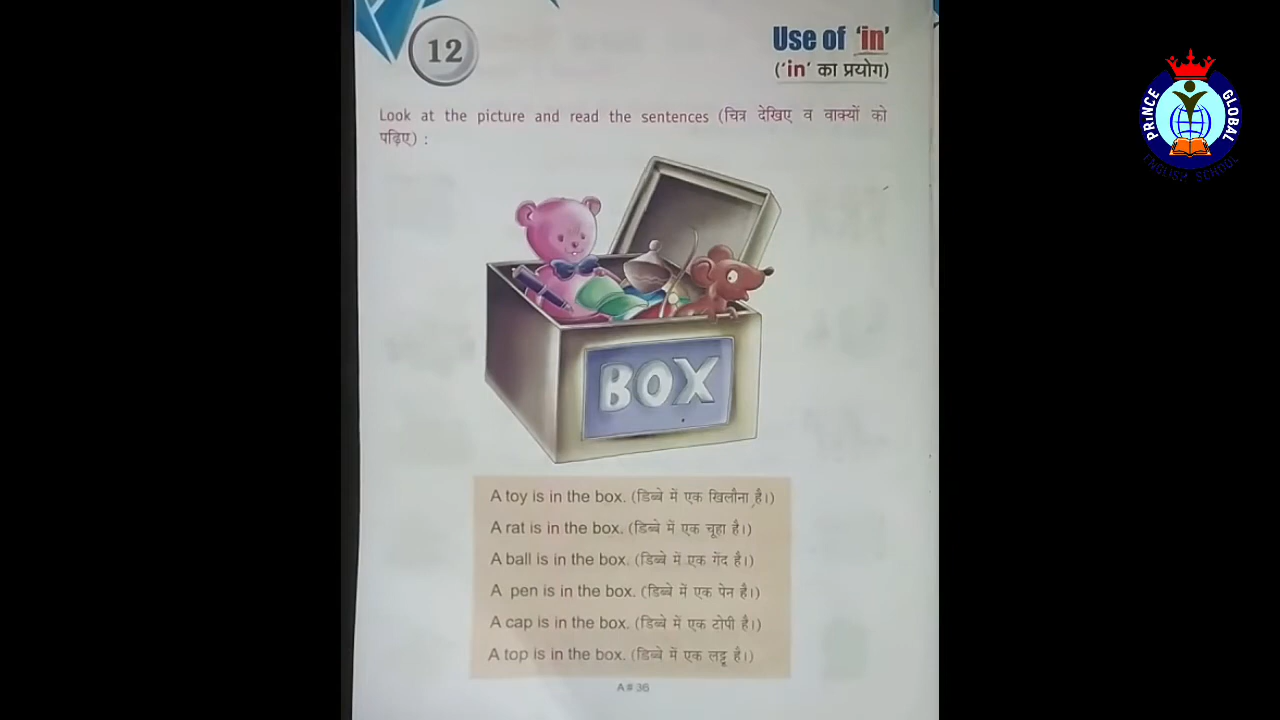 12
Use of 'in'
('in' का प्रयोग)
Look at the picture and read the sentences (चित्र देखिए व वाक्यों को
पढ़िए) :
BOX
A toy is in the box. (डिब्बे में एक खिलौना है।)
A rat is in the box. (डिब्बे में एक चूहा है।)
A ball is in the box. (डिब्बे में एक गेंद है।)
A pen is in the box. (डिब्बे में एक पेन है।)
A cap is in the box. (डिब्बे में एक टोपी है।)
A top is in the box. (डिब्बे में एक लट्टू है।)
A # 36
PRiNCE GLOBAL
ENGLISH SCHOOL